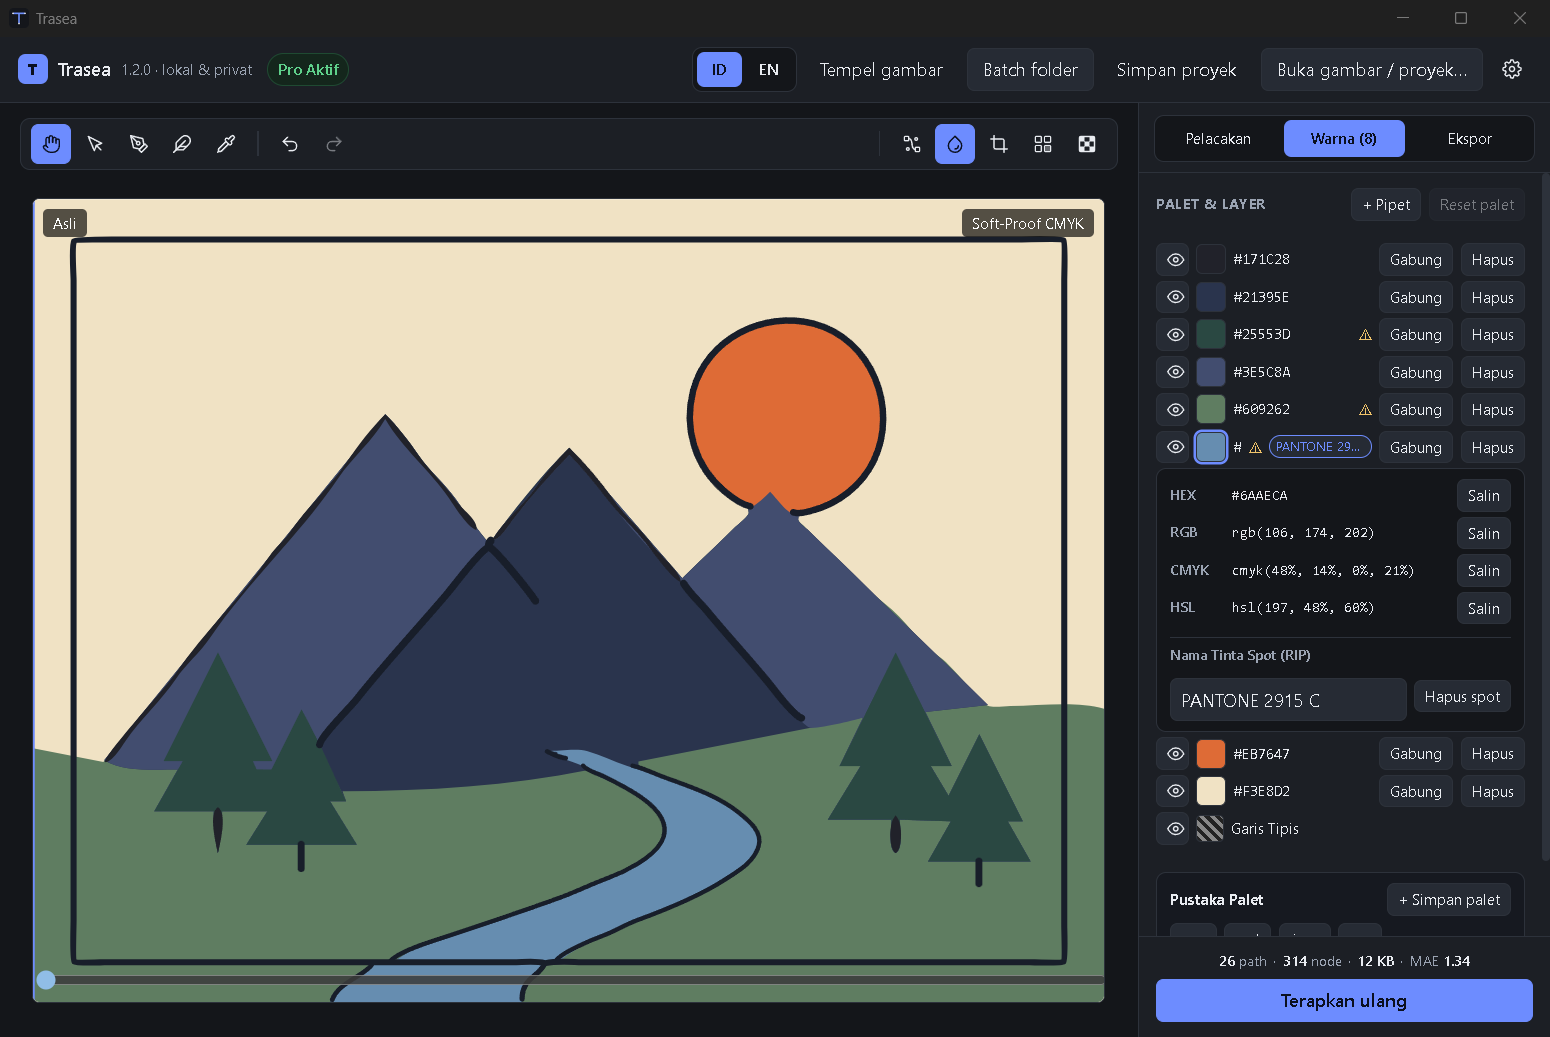 Trasea
T Trasea 1.2.0 · lokal & privat Pro Aktif ID EN Tempel gambar Batch folder Simpan proyek Buka gambar / proyek...
Pelacakan Warna (8) Ekspor
Asli Soft-Proof CMYK
PALET & LAYER + Pipet Reset palet
#171C28 Gabung Hapus
#21395E Gabung Hapus
#25553D Gabung Hapus
#3E5C8A Gabung Hapus
#609262 Gabung Hapus
# PANTONE 29... Gabung Hapus
HEX #6AAECA Salin
RGB rgb(106, 174, 202) Salin
CMYK cmyk(48%, 14%, 0%, 21%) Salin
HSL hsl(197, 48%, 60%) Salin
Nama Tinta Spot (RIP)
PANTONE 2915 C Hapus spot
#EB7647 Gabung Hapus
#F3E8D2 Gabung Hapus
Garis Tipis
Pustaka Palet + Simpan palet
26 path · 314 node · 12 KB · MAE 1.34
Terapkan ulang